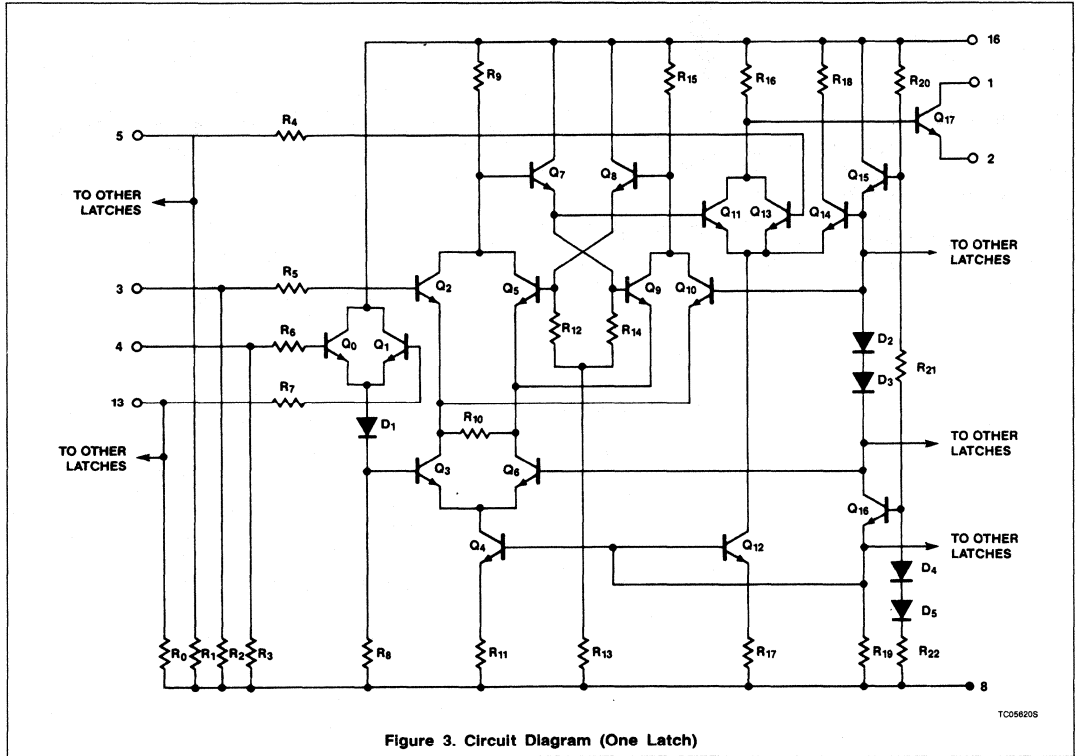 16
R9
R15
R16
R18
R20
1
Q17
2
5
R4
Q7
Q8
Q15
TO OTHER
LATCHES
Q11
Q13
Q14
TO OTHER
LATCHES
3
R5
Q2
Q5
Q9
Q10
4
R6
Q0
Q1
R12
R14
D2
R21
D3
13
R7
D1
R10
TO OTHER
LATCHES
Q3
Q6
TO OTHER
LATCHES
Q16
Q4
Q12
TO OTHER
LATCHES
D4
D5
R0
R1
R2
R3
R8
R11
R13
R17
R19
R22
8
TC05620S
Figure 3. Circuit Diagram (One Latch)